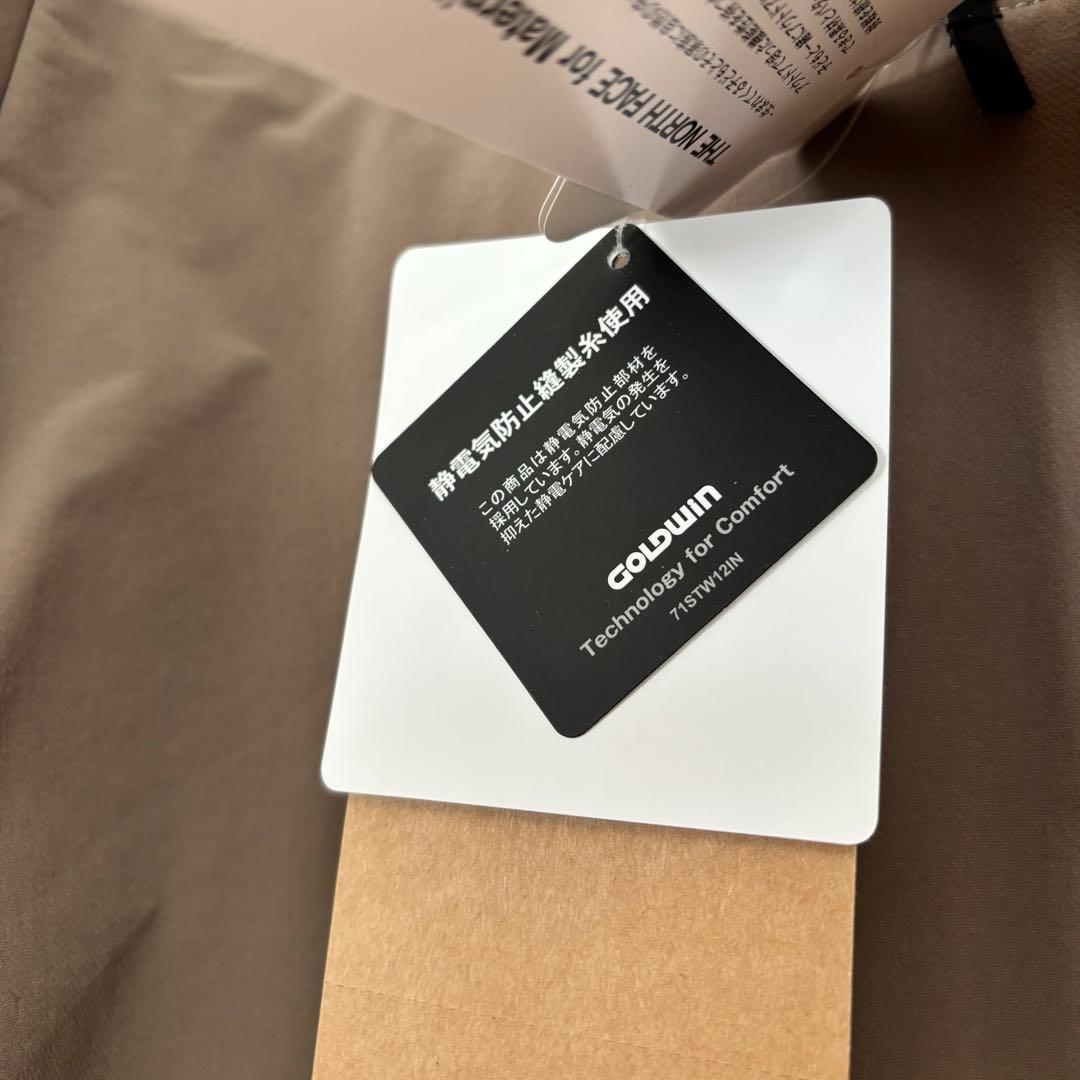 THE NORTH FACE for Materni
静電気防止縫製糸使用
この商品は静電気防止部材を
採用しています。静電気の発生を
抑えた静電ケアに配慮しています。
GOLDWIN
Technology for Comfort
71STW12IN